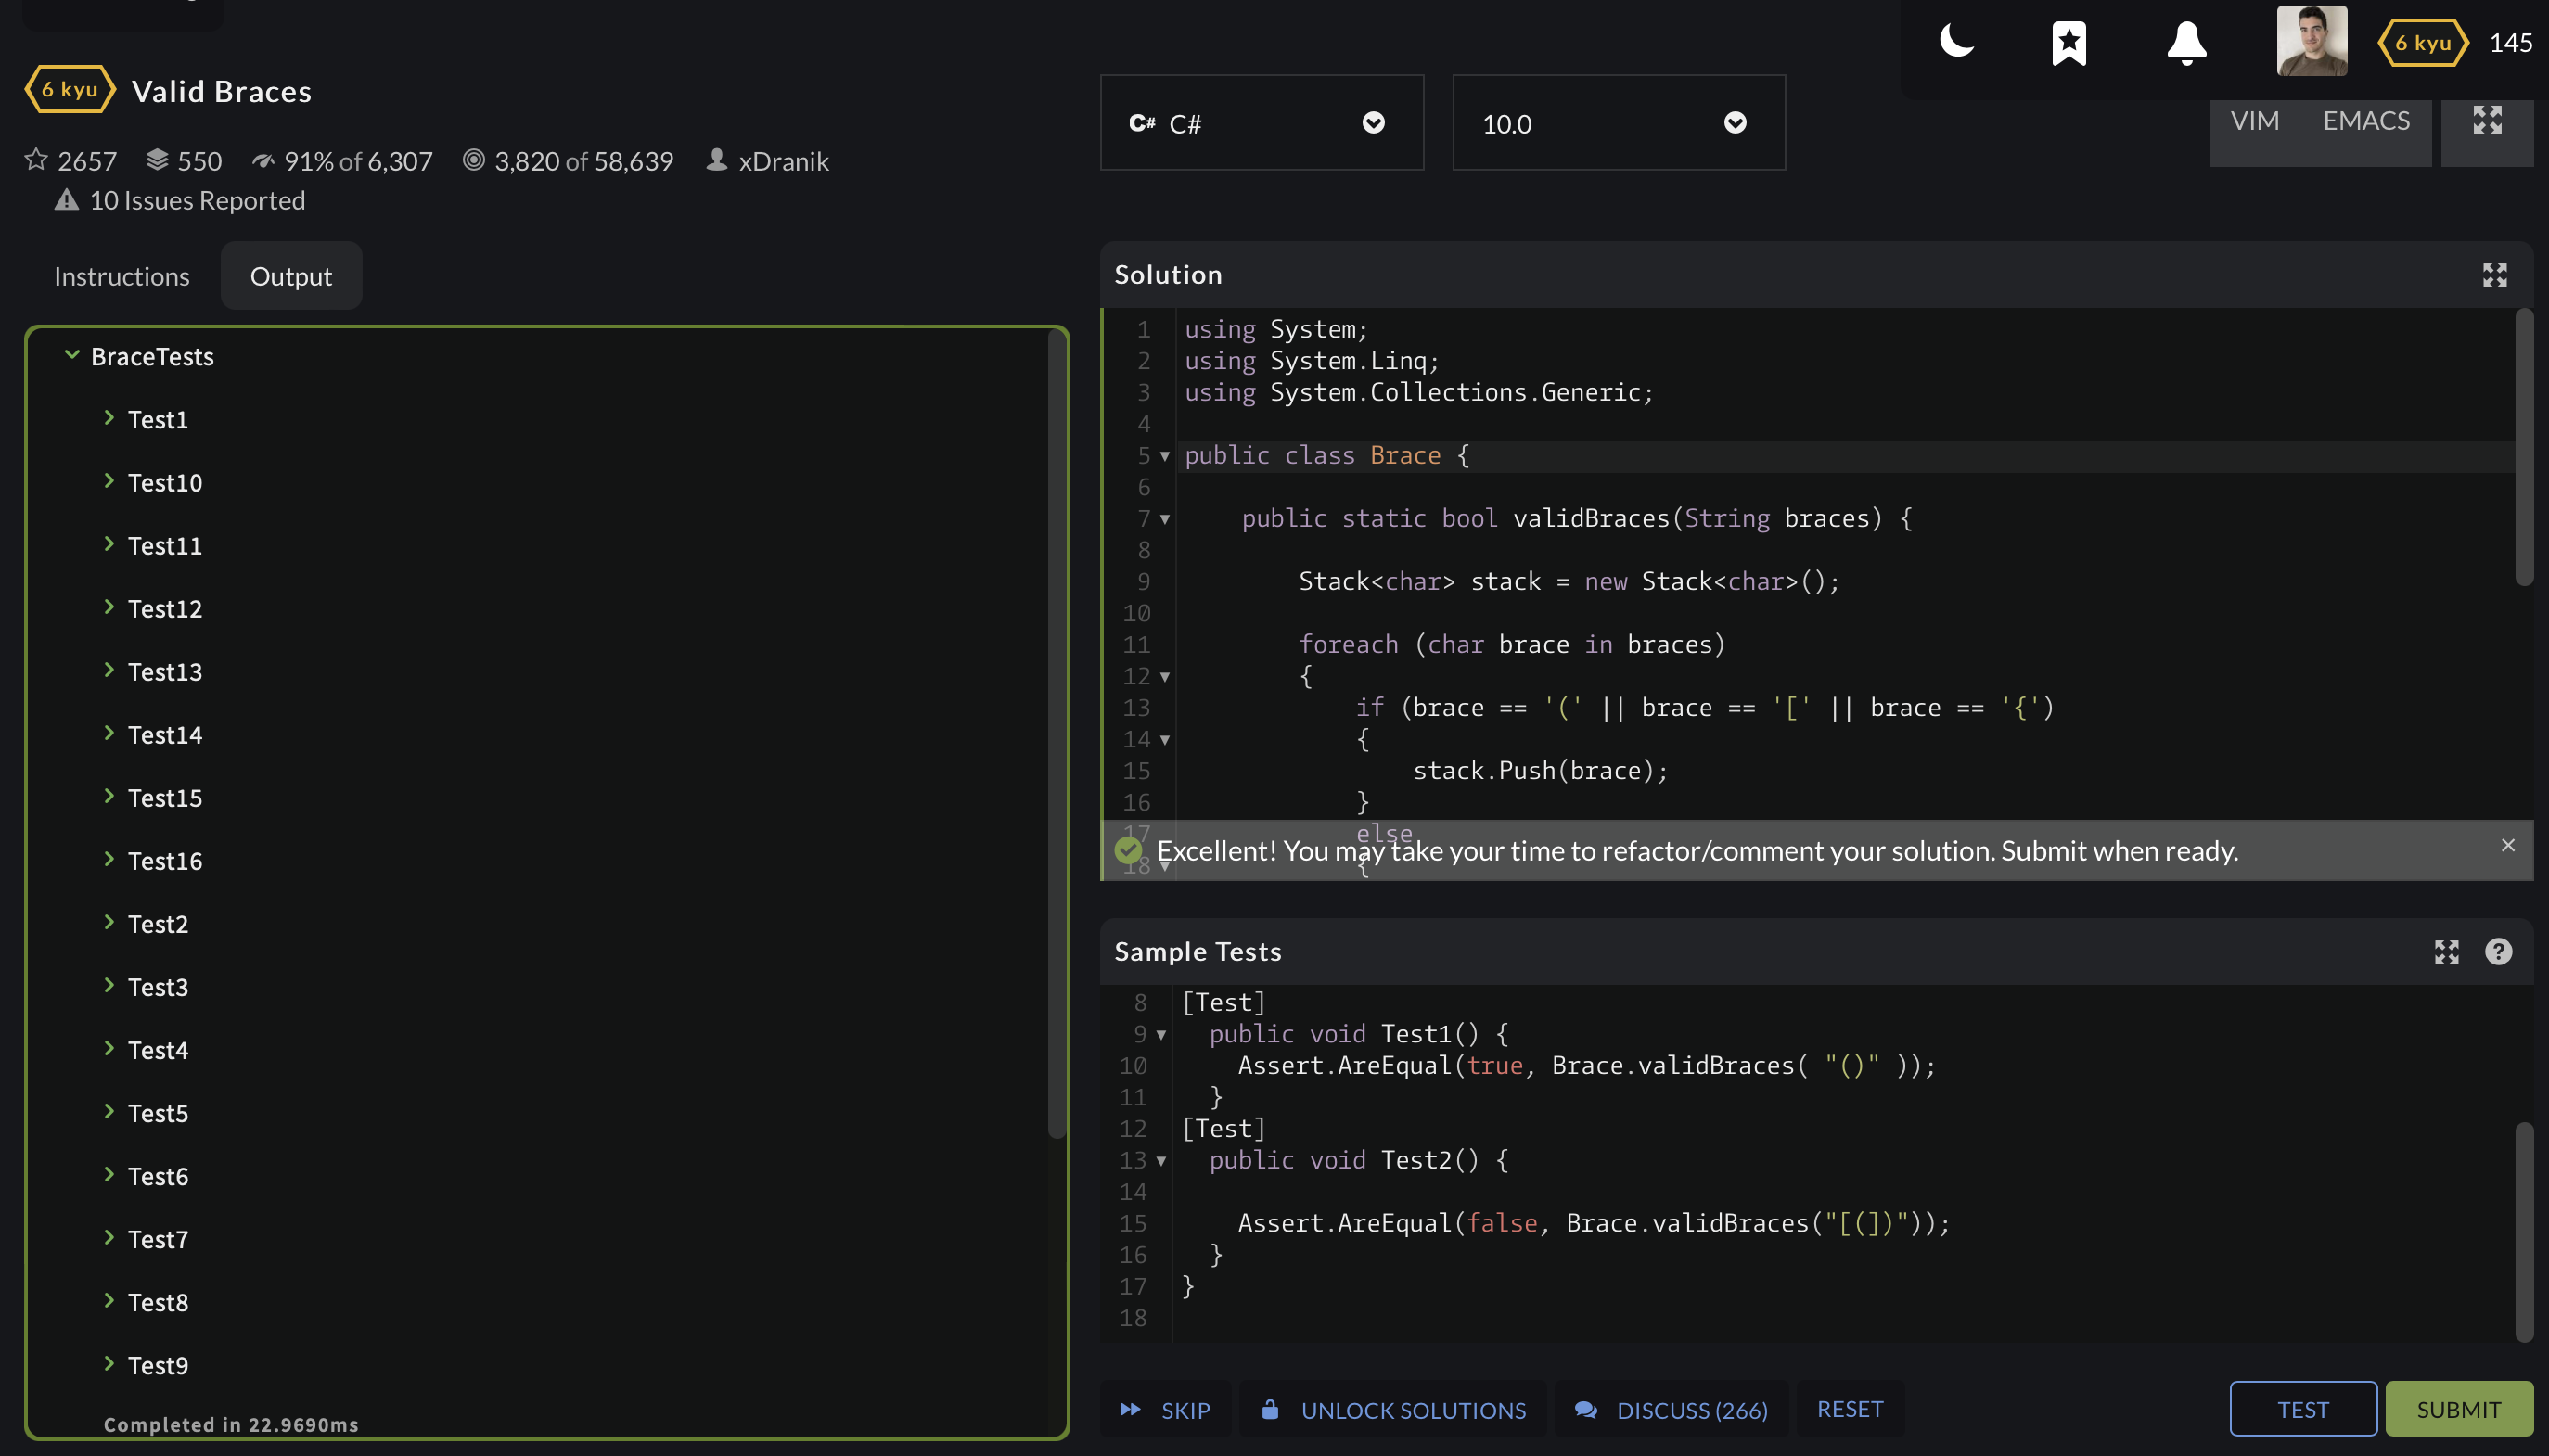 6 kyu 145
6 kyu Valid Braces
2657 550 91% of 6,307 3,820 of 58,639 xDranik
10 Issues Reported
C# C#
10.0
VIM EMACS
Instructions Output
BraceTests
Test1
Test10
Test11
Test12
Test13
Test14
Test15
Test16
Test2
Test3
Test4
Test5
Test6
Test7
Test8
Test9
Completed in 22.9690ms
Solution
1 using System;
2 using System.Linq;
3 using System.Collections.Generic;
4
5 public class Brace {
6
7 public static bool validBraces(String braces) {
8
9 Stack<char> stack = new Stack<char>();
10
11 foreach (char brace in braces)
12 {
13 if (brace == '(' || brace == '[' || brace == '{')
14 {
15 stack.Push(brace);
16 }
17 else
18 {
Excellent! You may take your time to refactor/comment your solution. Submit when ready.
Sample Tests
8 [Test]
9 public void Test1() {
10 Assert.AreEqual(true, Brace.validBraces( "()" ));
11 }
12 [Test]
13 public void Test2() {
14
15 Assert.AreEqual(false, Brace.validBraces("[(])"));
16 }
17 }
18
SKIP UNLOCK SOLUTIONS DISCUSS (266) RESET TEST SUBMIT